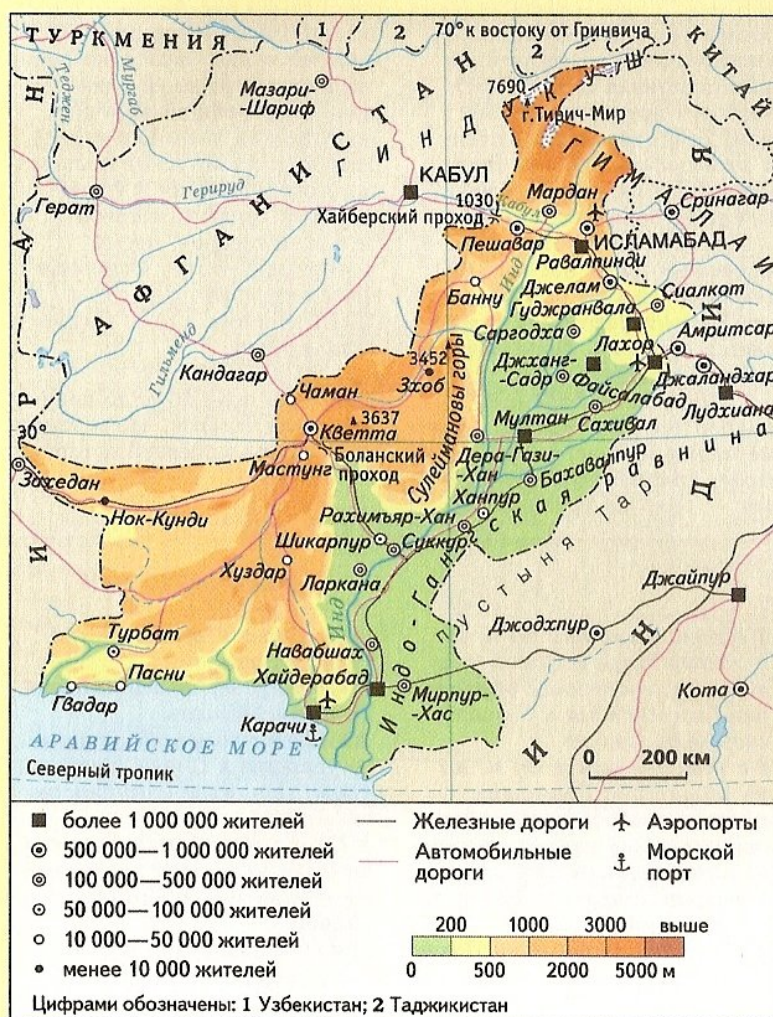 ТУРКМЕНИЯ
1
2
70° к востоку от Гринвича
2
КИТАЙ
Теджен
Мургаб
Мазари-
-Шариф
7690
г.Тирич-Мир
ГИНДУКУШ
ГИМАЛАИ
АФГАНИСТАН
КАБУЛ
Герируд
Герат
1030
Кабул
Хайберский проход
Мардан
Сринагар
Пешавар
ИСЛАМАБАД
Равалпинди
Инд
Банну
Джелам
Сиалкот
Гуджранвала
Саргодха
Амритсар
Лахор
Гильменд
Кандагар
3452
Зхоб
Джханг-
-Садр
Файсалабад
Джаландхар
Лудхиана
Чаман
3637
Сулеймановы горы
Мултан
Сахивал
30°
Кветта
Боланский
проход
Мастунг
Дера-Гази-
-Хан
Бахавалпур
Захедан
Нок-Кунди
Ханпур
Рахимъяр-Хан
Индо-Гангская равнина
пустыня Тар
Шикарпур
Суккур
Хуздар
Ларкана
Джайпур
ИРАН
Инд
Джодхпур
ИНДИЯ
Турбат
Навабшах
Пасни
Хайдерабад
Гвадар
Мирпур-
-Хас
Кота
Карачи
АРАВИЙСКОЕ МОРЕ
Северный тропик
0 200 км
более 1 000 000 жителей
500 000—1 000 000 жителей
100 000—500 000 жителей
50 000—100 000 жителей
10 000—50 000 жителей
менее 10 000 жителей
Железные дороги
Автомобильные
дороги
Аэропорты
Морской
порт
200 1000 3000 выше
0 500 2000 5000 м
Цифрами обозначены: 1 Узбекистан; 2 Таджикистан